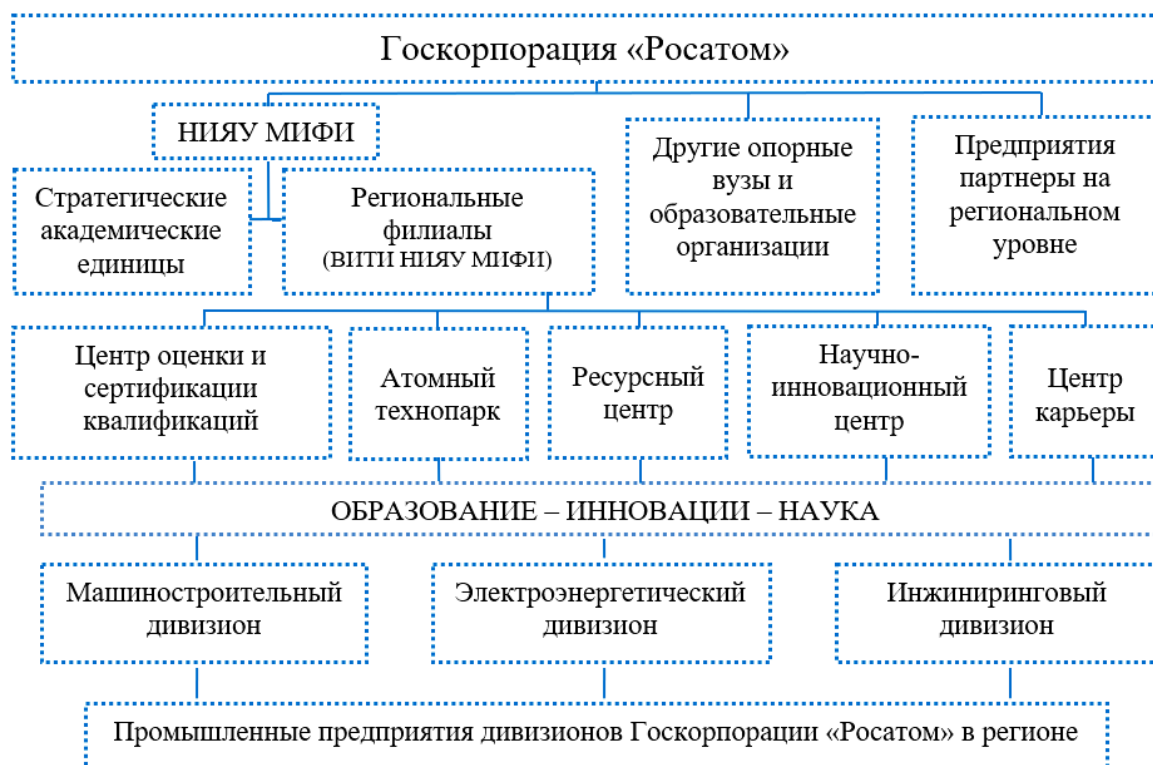 Госкорпорация «Росатом»
НИЯУ МИФИ
Другие опорные
вузы и
образовательные
организации
Предприятия
партнеры на
региональном
уровне
Стратегические
академические
единицы
Региональные
филиалы
(ВИТИ НИЯУ МИФИ)
Центр оценки и
сертификации
квалификаций
Атомный
технопарк
Ресурсный
центр
Научно-
инновационный
центр
Центр
карьеры
ОБРАЗОВАНИЕ – ИННОВАЦИИ – НАУКА
Машиностроительный
дивизион
Электроэнергетический
дивизион
Инжиниринговый
дивизион
Промышленные предприятия дивизионов Госкорпорации «Росатом» в регионе